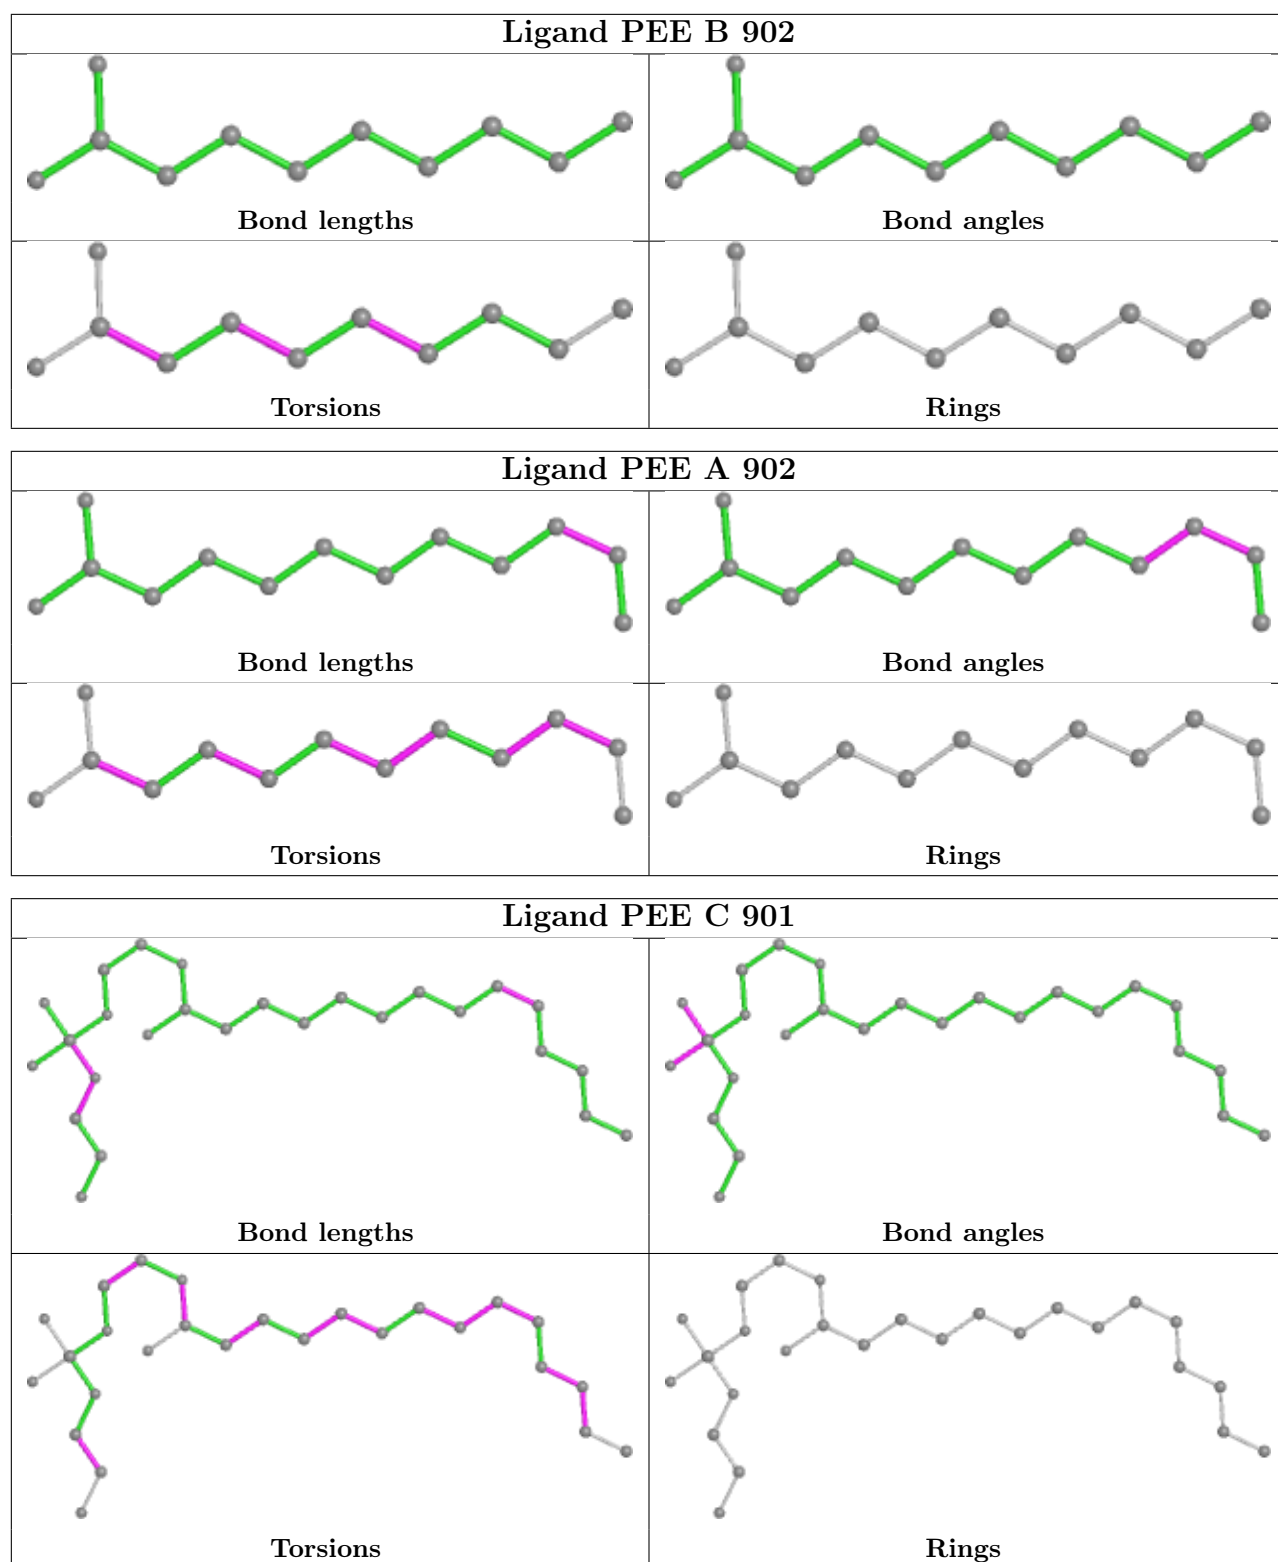 Ligand PEE B 902
Bond lengths
Bond angles
Torsions
Rings
Ligand PEE A 902
Bond lengths
Bond angles
Torsions
Rings
Ligand PEE C 901
Bond lengths
Bond angles
Torsions
Rings